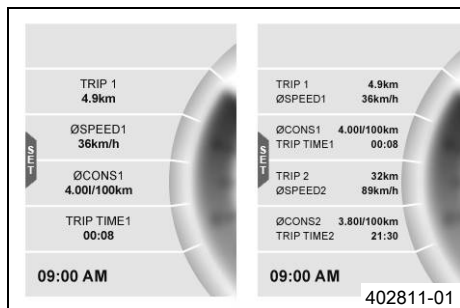 TRIP 1
4.9km
ØSPEED1
36km/h
SET
ØCONS1
4.00l/100km
TRIP TIME1
00:08
09:00 AM
TRIP 1 4.9km
ØSPEED1 36km/h
ØCONS1 4.00l/100km
TRIP TIME1 00:08
SET
TRIP 2 32km
ØSPEED2 89km/h
ØCONS2 3.80l/100km
TRIP TIME2 21:30
09:00 AM
402811-01